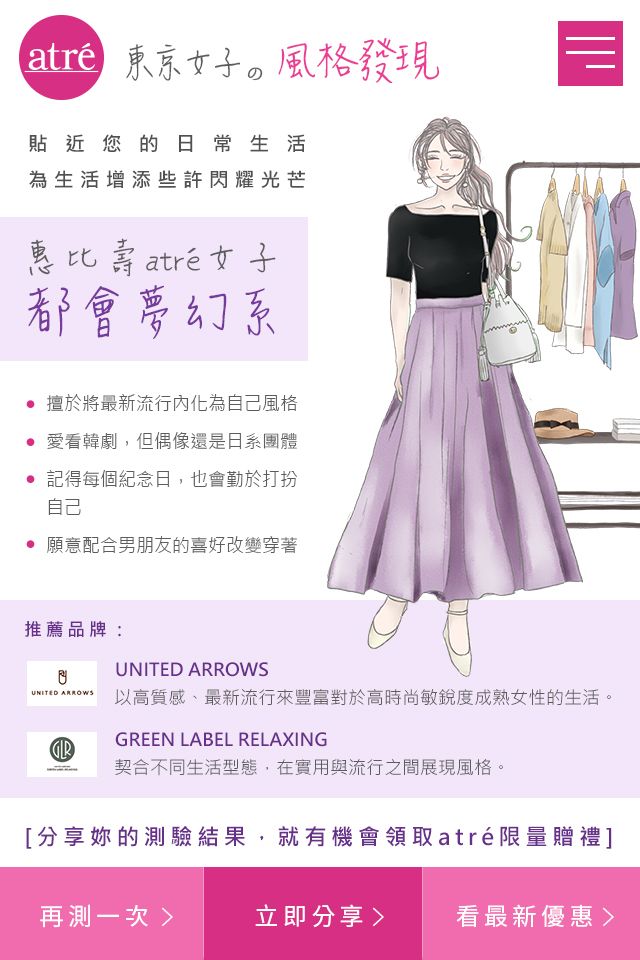 atré
東京女子の風格發現
貼近您的日常生活
為生活增添些許閃耀光芒
惠比壽atré女子
都會夢幻系
擅於將最新流行內化為自己風格
愛看韓劇，但偶像還是日系團體
記得每個紀念日，也會勤於打扮
自己
願意配合男朋友的喜好改變穿著
推薦品牌：
UNITED ARROWS
UNITED ARROWS
以高質感、最新流行來豐富對於高時尚敏銳度成熟女性的生活。
GLR
GREEN LABEL RELAXING
契合不同生活型態，在實用與流行之間展現風格。
[分享妳的測驗結果，就有機會領取atré限量贈禮]
再測一次
立即分享
看最新優惠